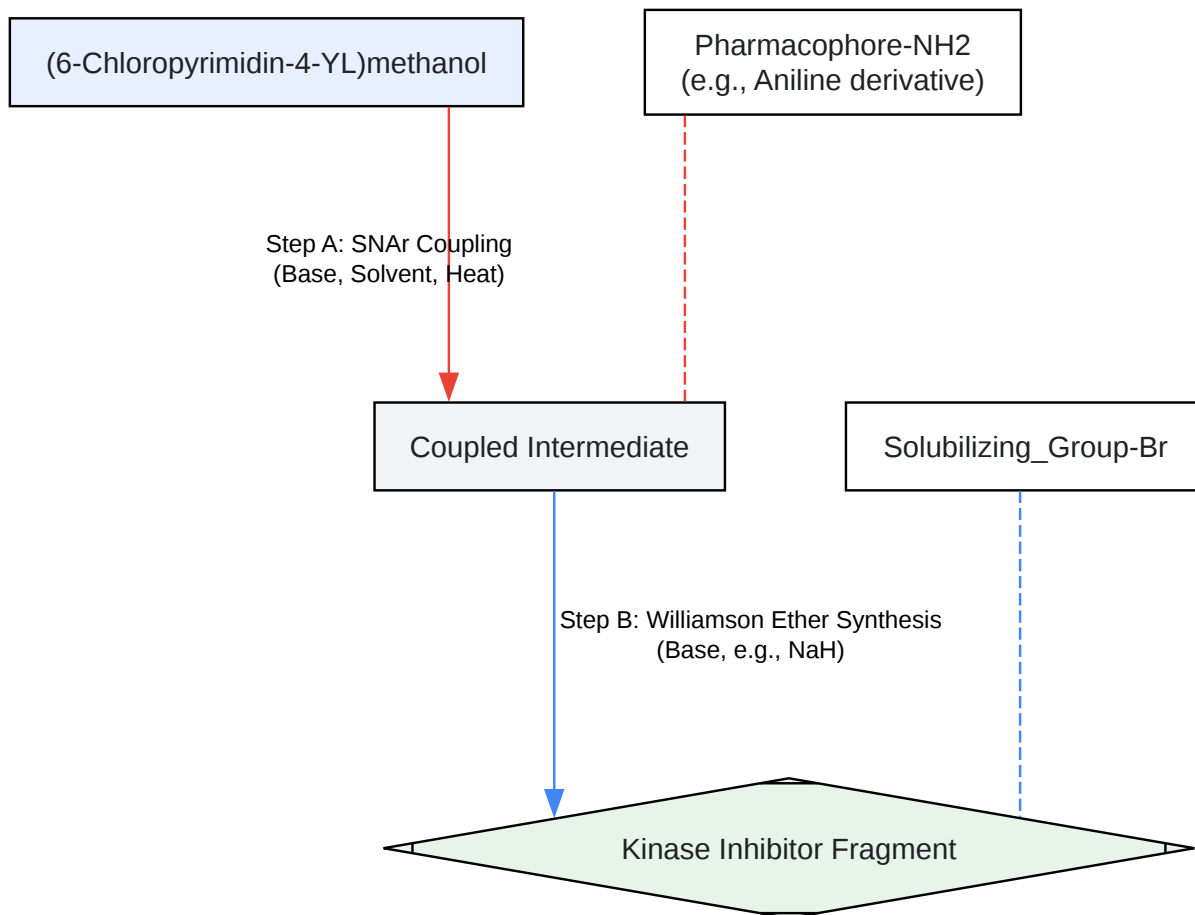 (6-Chloropyrimidin-4-YL)methanol
Pharmacophore-NH2
(e.g., Aniline derivative)
Step A: SNAr Coupling
(Base, Solvent, Heat)
Coupled Intermediate
Solubilizing_Group-Br
Step B: Williamson Ether Synthesis
(Base, e.g., NaH)
Kinase Inhibitor Fragment